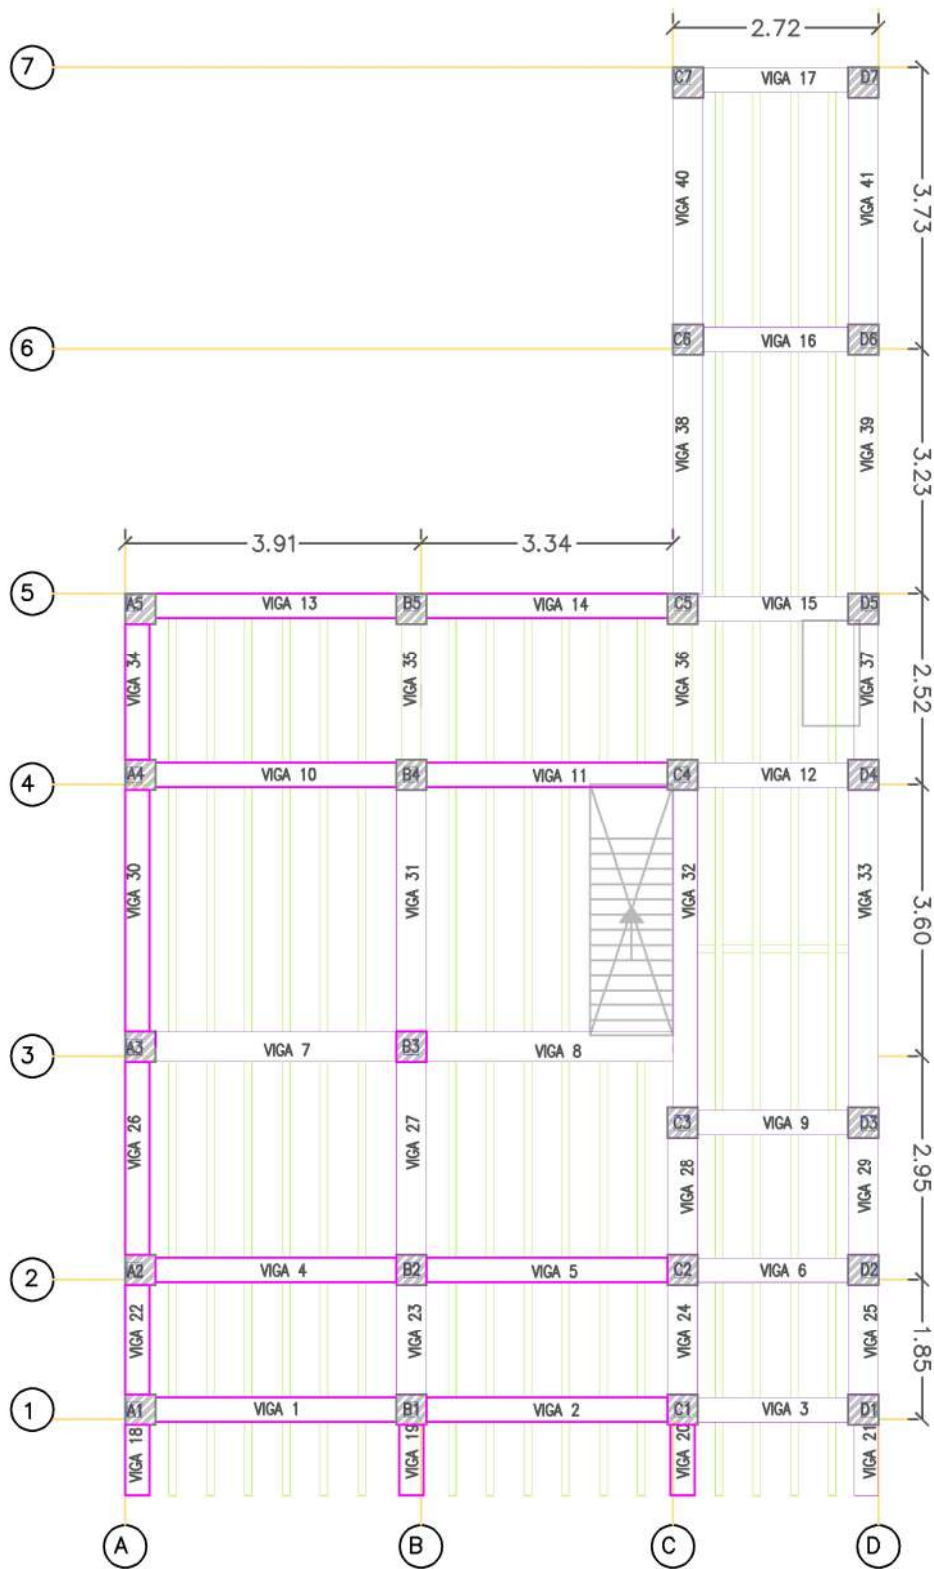 2.72
7
C7
VIGA 17
D7
VIGA 40
VIGA 41
3.73
6
C6
VIGA 16
D6
VIGA 38
VIGA 39
3.23
3.91
3.34
5
A5
VIGA 13
B5
VIGA 14
C5
VIGA 15
D5
VIGA 34
VIGA 35
VIGA 36
VIGA 37
2.52
4
A4
VIGA 10
B4
VIGA 11
C4
VIGA 12
D4
VIGA 30
VIGA 31
VIGA 32
VIGA 33
3.60
3
A3
VIGA 7
B3
VIGA 8
C3
VIGA 9
D3
VIGA 26
VIGA 27
VIGA 28
VIGA 29
2.95
2
A2
VIGA 4
B2
VIGA 5
C2
VIGA 6
D2
VIGA 22
VIGA 23
VIGA 24
VIGA 25
1.85
1
A1
VIGA 1
B1
VIGA 2
C1
VIGA 3
D1
VIGA 18
VIGA 19
VIGA 20
VIGA 21
A
B
C
D